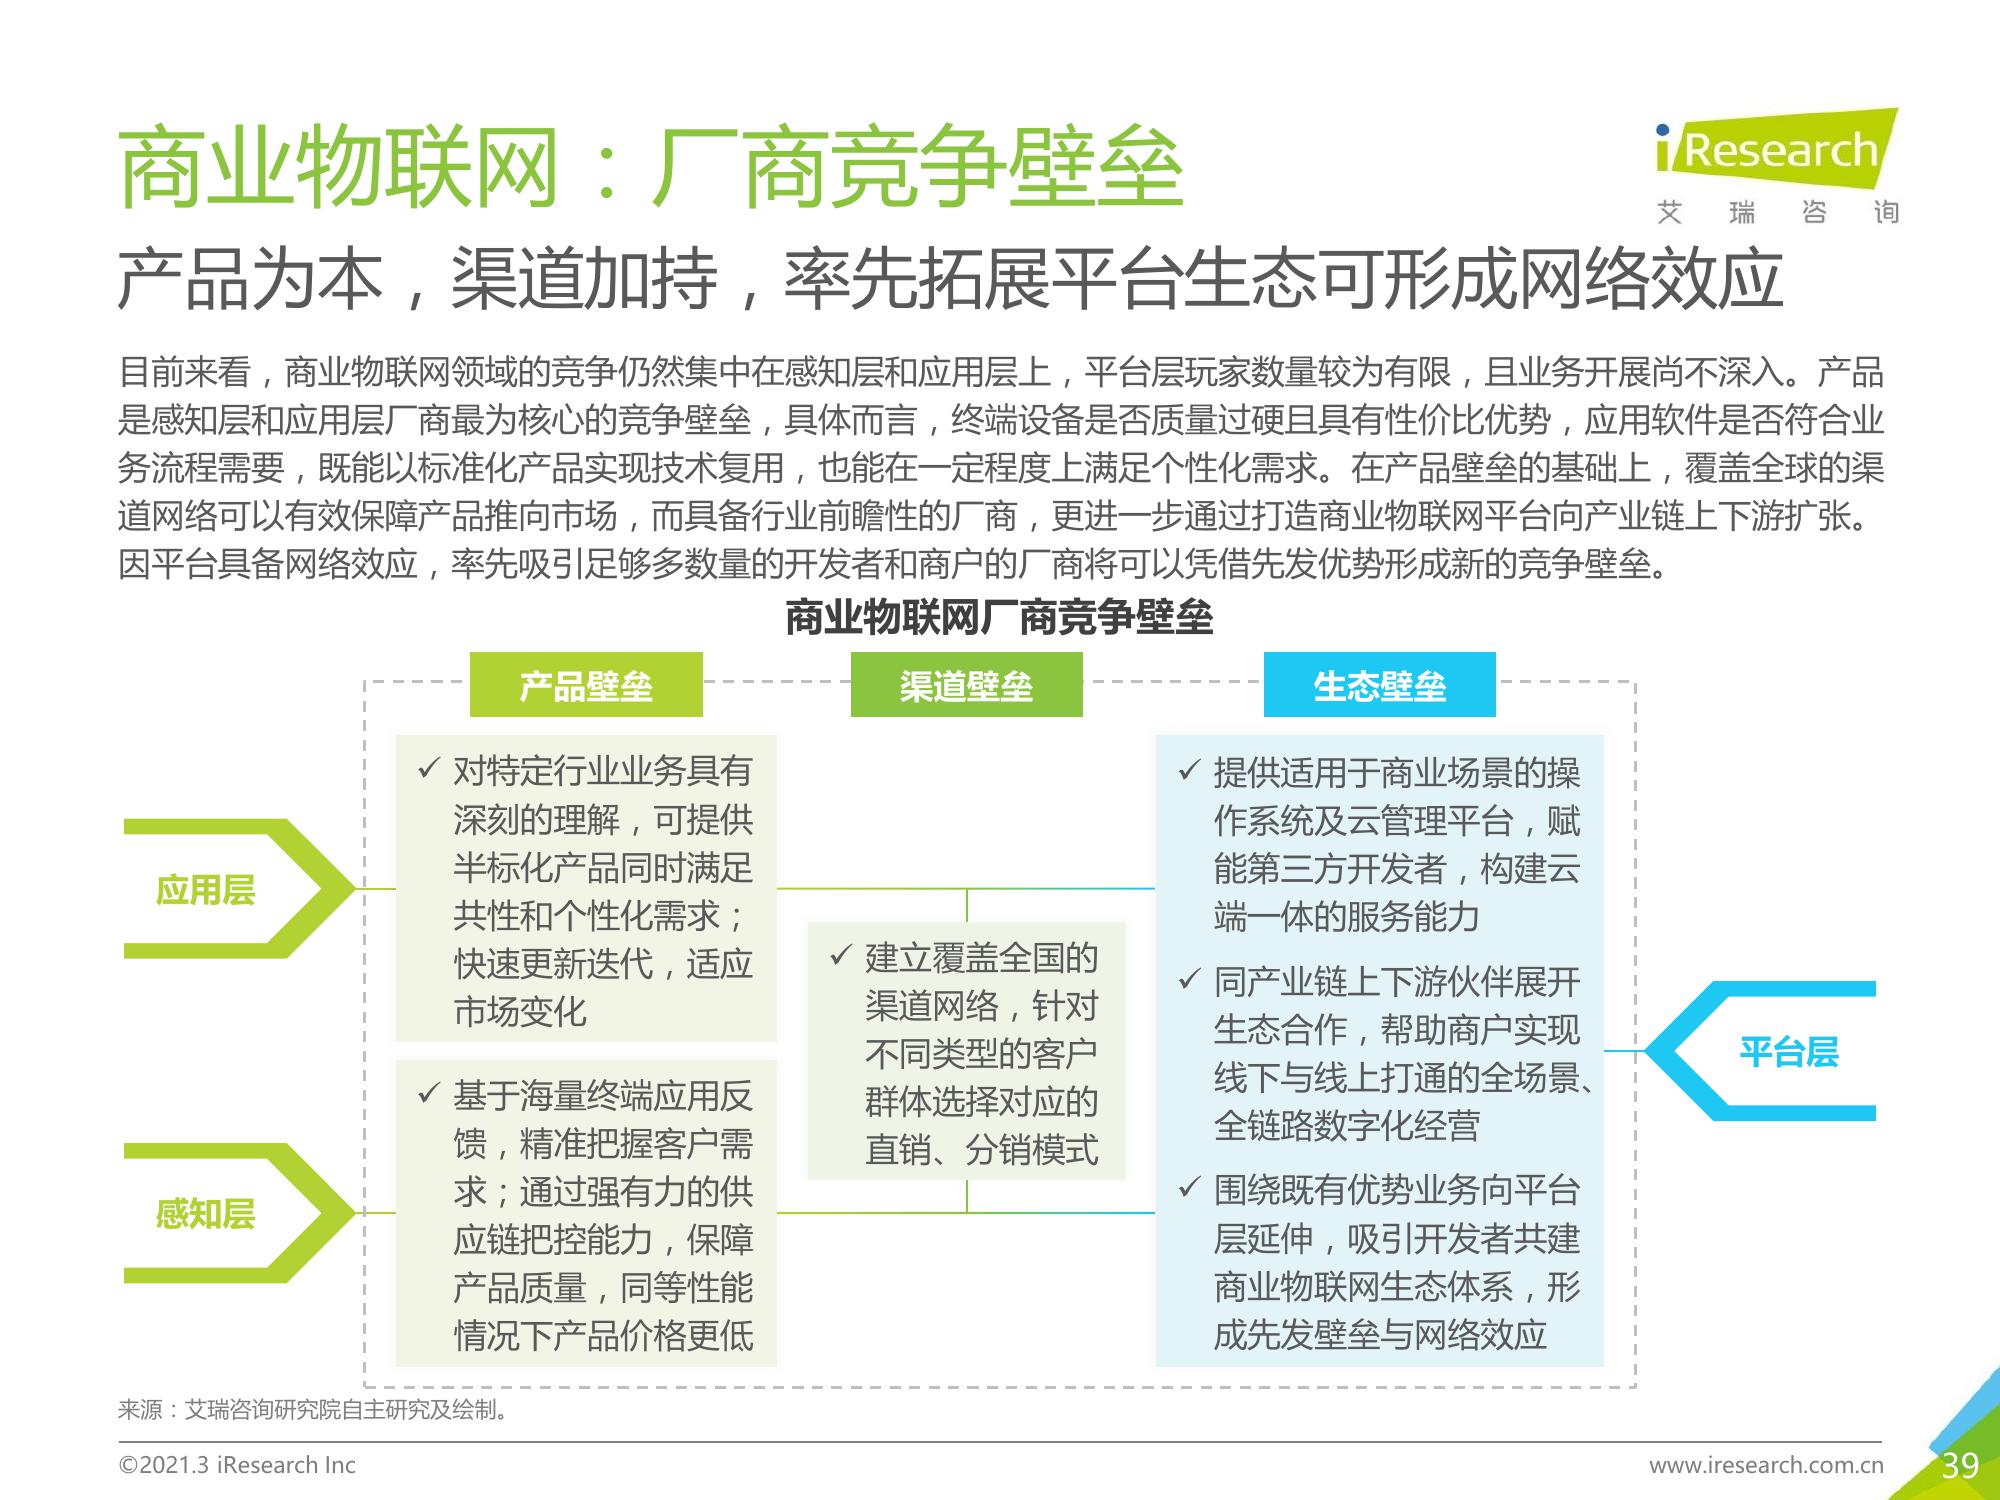 商业物联网：厂商竞争壁垒
iResearch
艾瑞咨询
产品为本，渠道加持，率先拓展平台生态可形成网络效应
目前来看，商业物联网领域的竞争仍然集中在感知层和应用层上，平台层玩家数量较为有限，且业务开展尚不深入。产品
是感知层和应用层厂商最为核心的竞争壁垒，具体而言，终端设备是否质量过硬且具有性价比优势，应用软件是否符合业
务流程需要，既能以标准化产品实现技术复用，也能在一定程度上满足个性化需求。在产品壁垒的基础上，覆盖全球的渠
道网络可以有效保障产品推向市场，而具备行业前瞻性的厂商，更进一步通过打造商业物联网平台向产业链上下游扩张。
因平台具备网络效应，率先吸引足够多数量的开发者和商户的厂商将可以凭借先发优势形成新的竞争壁垒。
商业物联网厂商竞争壁垒
产品壁垒
渠道壁垒
生态壁垒
应用层
感知层
✓ 对特定行业业务具有
深刻的理解，可提供
半标化产品同时满足
共性和个性化需求；
快速更新迭代，适应
市场变化
✓ 基于海量终端应用反
馈，精准把握客户需
求；通过强有力的供
应链把控能力，保障
产品质量，同等性能
情况下产品价格更低
✓ 建立覆盖全国的
渠道网络，针对
不同类型的客户
群体选择对应的
直销、分销模式
✓ 提供适用于商业场景的操
作系统及云管理平台，赋
能第三方开发者，构建云
端一体的服务能力
✓ 同产业链上下游伙伴展开
生态合作，帮助商户实现
线下与线上打通的全场景、
全链路数字化经营
✓ 围绕既有优势业务向平台
层延伸，吸引开发者共建
商业物联网生态体系，形
成先发壁垒与网络效应
平台层
来源：艾瑞咨询研究院自主研究及绘制。
©2021.3 iResearch Inc
www.iresearch.com.cn
39